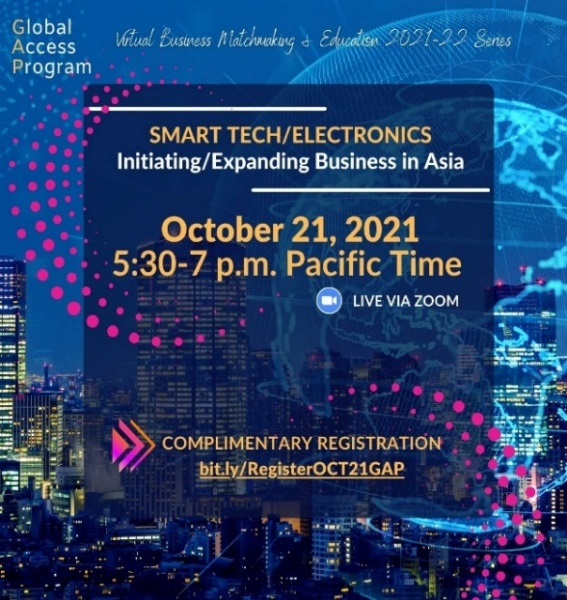 Global
Access
Program
Virtual Business Matchmaking & Education 2021-22 Series
SMART TECH/ELECTRONICS
Initiating/Expanding Business in Asia
October 21, 2021
5:30-7 p.m. Pacific Time
LIVE VIA ZOOM
COMPLIMENTARY REGISTRATION
bit.ly/RegisterOCT21GAP